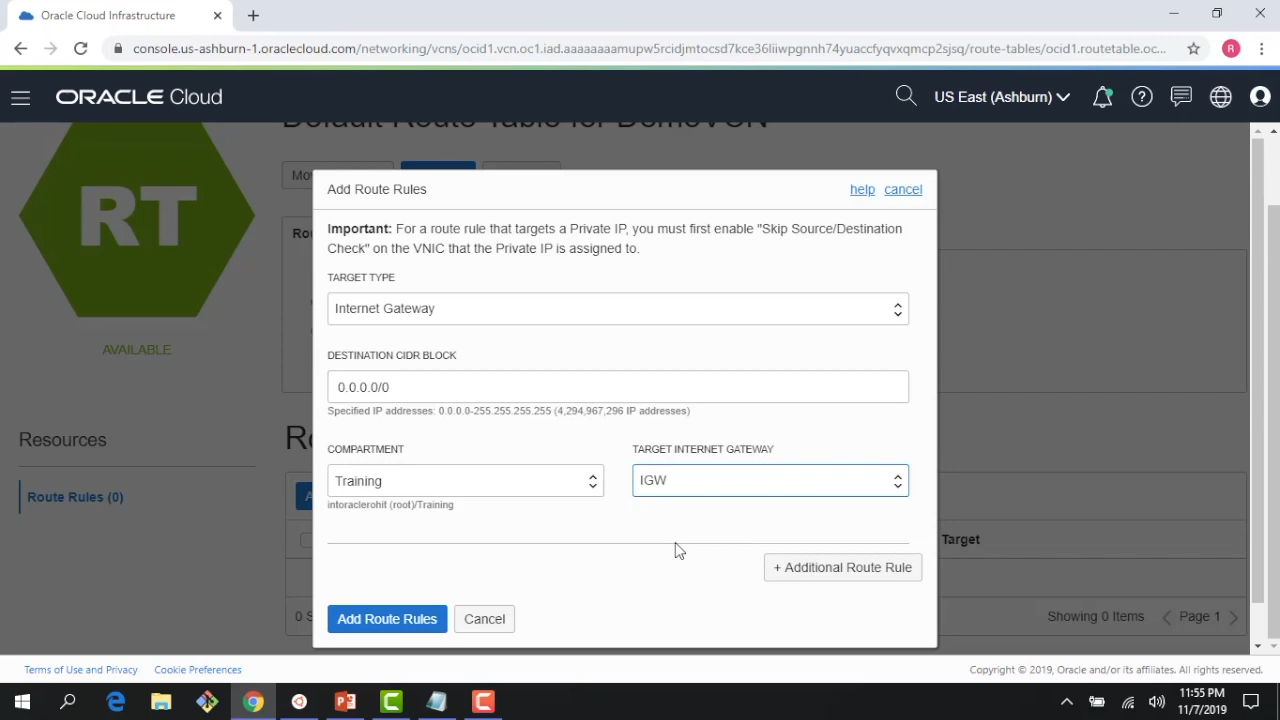 Oracle Cloud Infrastructure
console.us-ashburn-1.oraclecloud.com/networking/vcns/ocid1.vcn.oc1.iad.aaaaaaaamupw5rcidjmtocsd7kce36liiwpgnnh74yuaccfyqvxqmcp2sjsq/route-tables/ocid1.routetable.oc...
R
ORACLE Cloud
US East (Ashburn)
Default Route Table for DemoVCN
RT
Add Route Rules
help cancel
Important: For a route rule that targets a Private IP, you must first enable "Skip Source/Destination
Check" on the VNIC that the Private IP is assigned to.
TARGET TYPE
Internet Gateway
DESTINATION CIDR BLOCK
0.0.0.0/0
Specified IP addresses: 0.0.0.0-255.255.255.255 (4,294,967,296 IP addresses)
COMPARTMENT
Training
intoraclerohit (root)/Training
TARGET INTERNET GATEWAY
IGW
+ Additional Route Rule
Add Route Rules
Cancel
AVAILABLE
Resources
Route Rules (0)
Target
Showing 0 Items
Page 1
Terms of Use and Privacy
Cookie Preferences
Copyright © 2019, Oracle and/or its affiliates. All rights reserved.
11:55 PM
11/7/2019